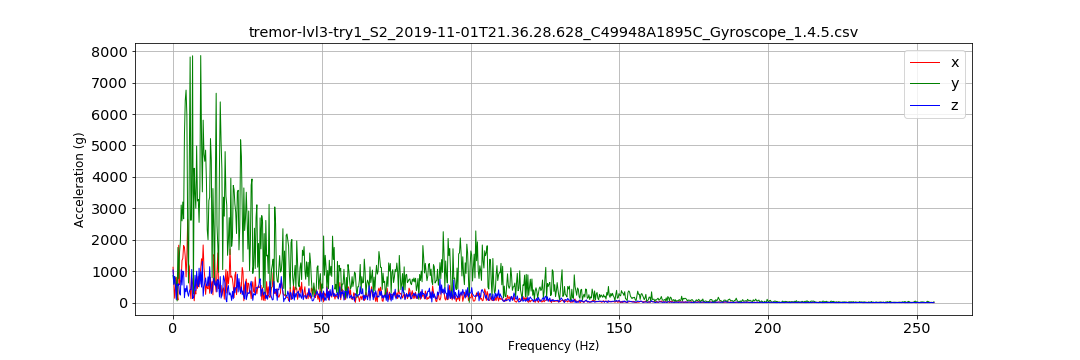 tremor-lvl3-try1_S2_2019-11-01T21.36.28.628_C49948A1895C_Gyroscope_1.4.5.csv
8000
7000
6000
5000
4000
3000
2000
1000
0
Acceleration (g)
x
y
z
0 50 100 150 200 250
Frequency (Hz)